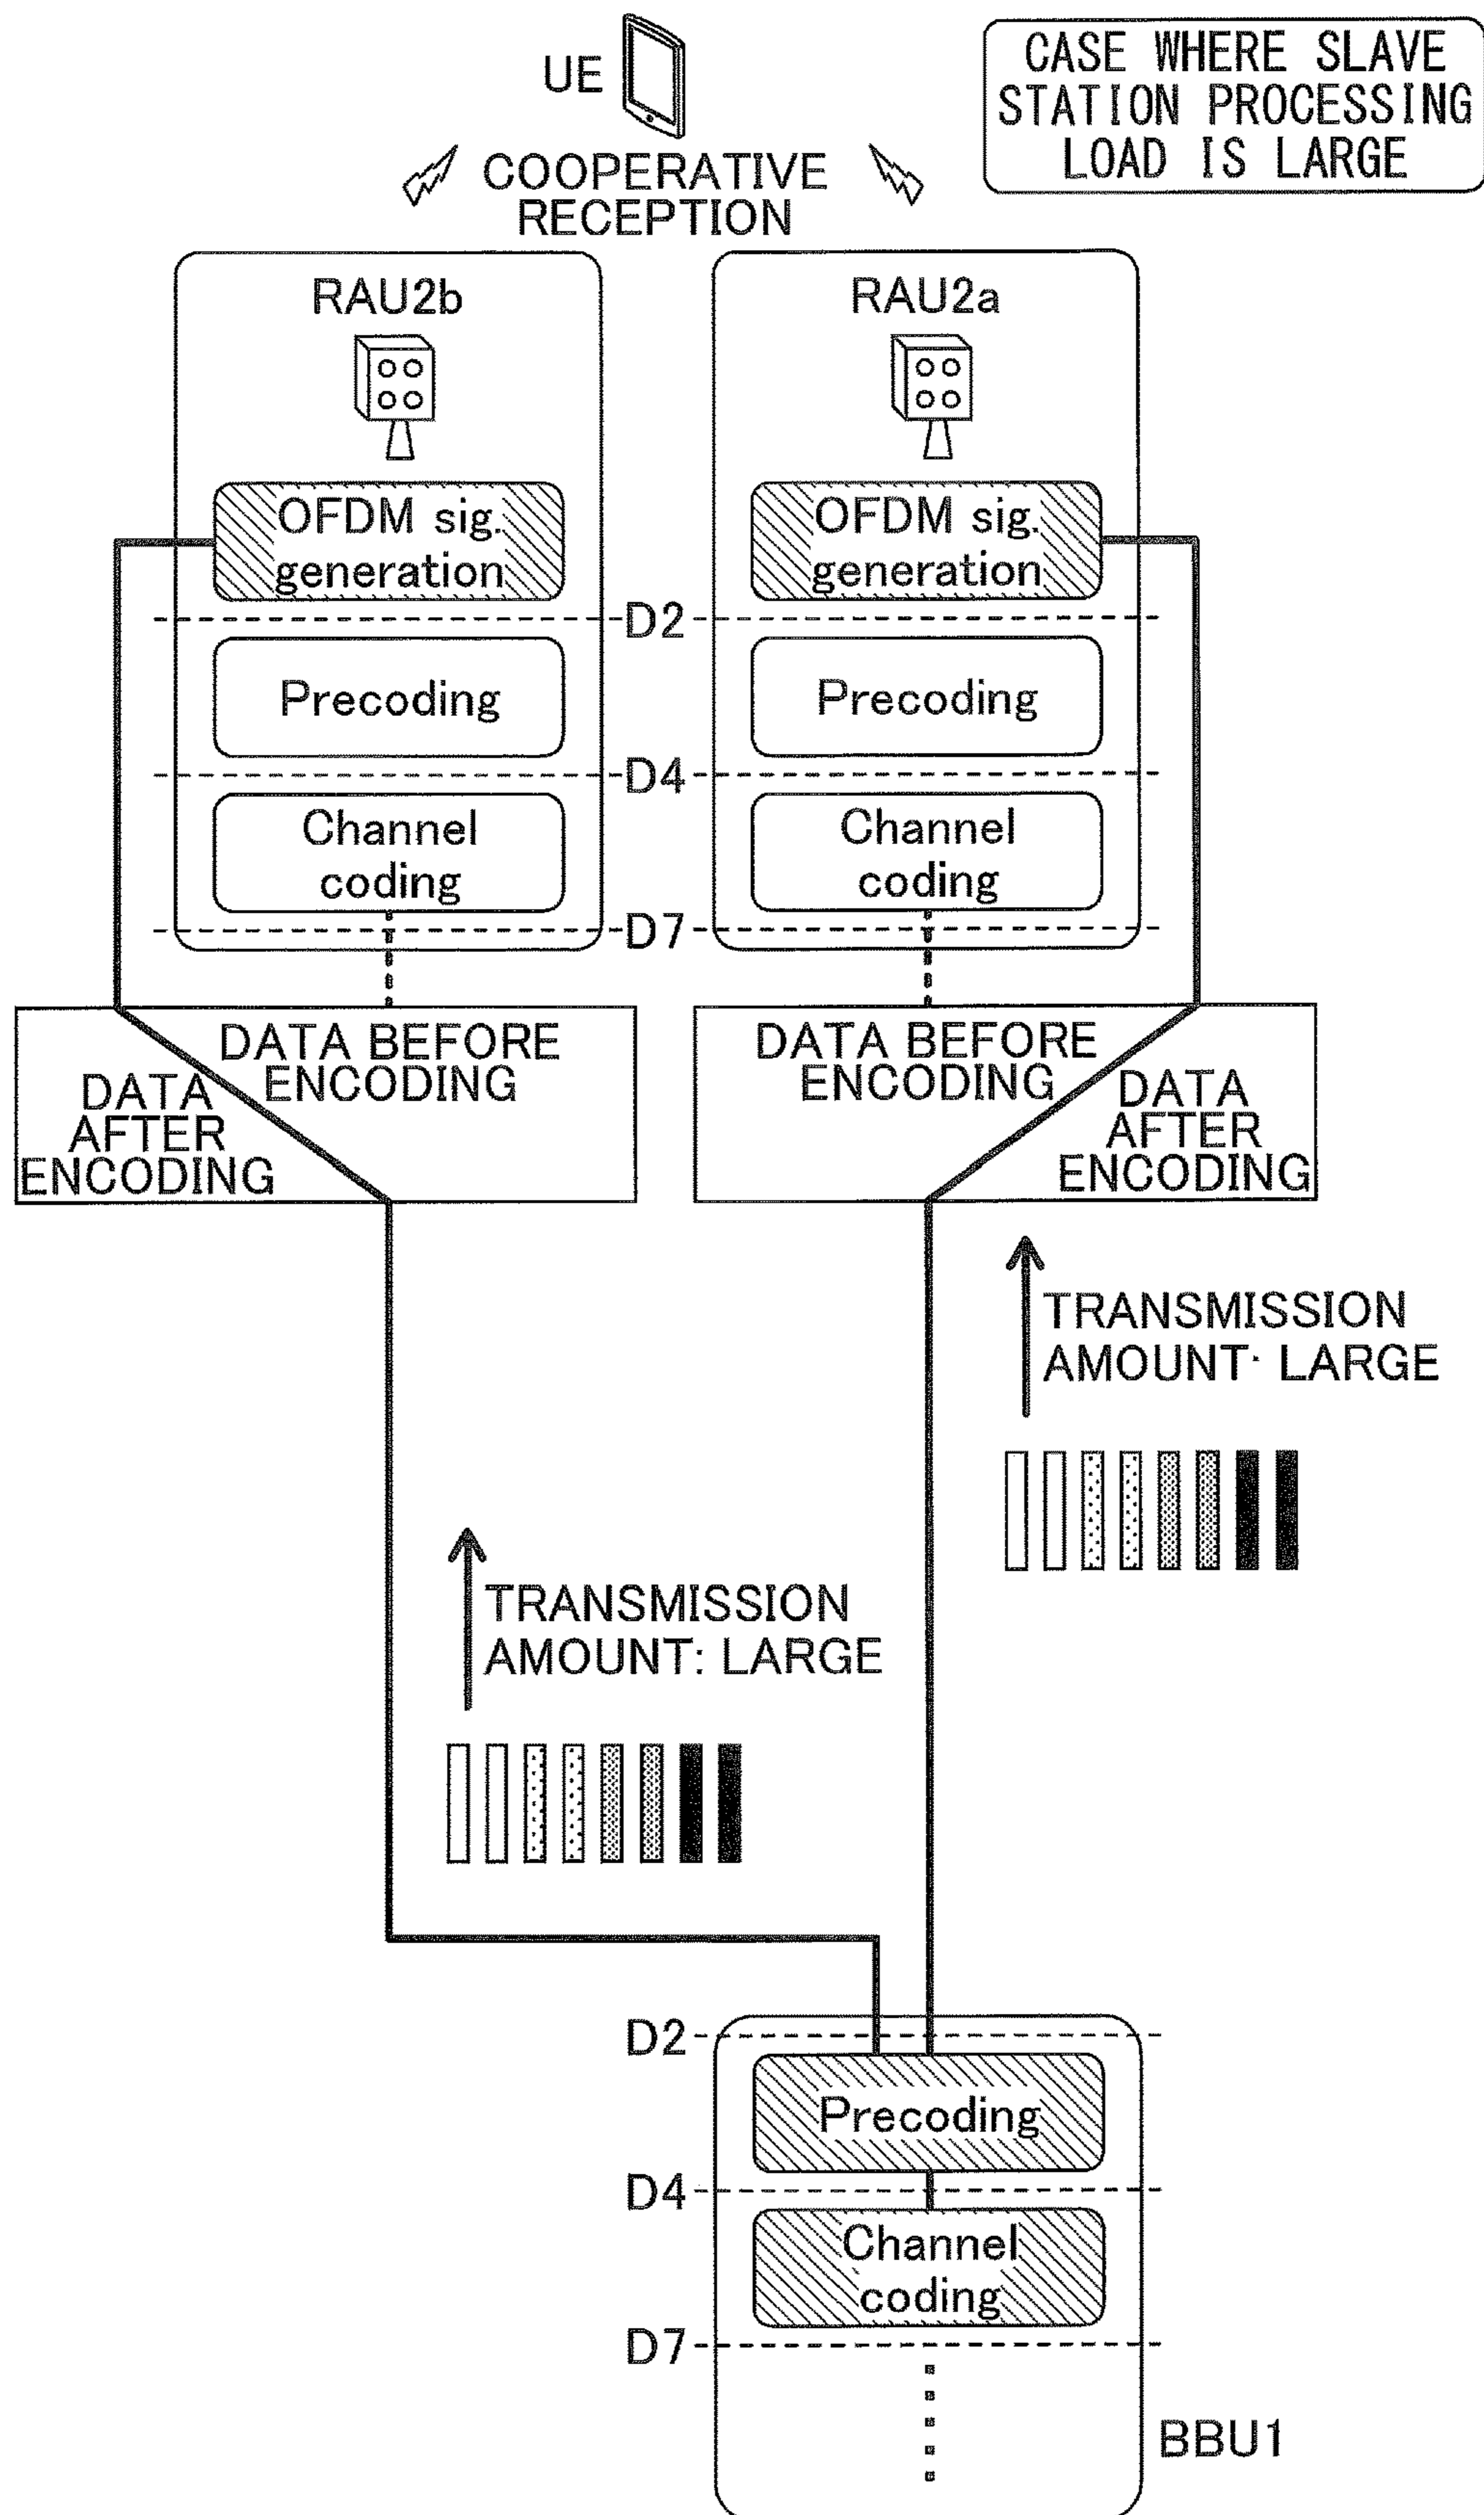 UE
CASE WHERE SLAVE
STATION PROCESSING
LOAD IS LARGE
COOPERATIVE
RECEPTION
RAU2b
RAU2a
OFDM sig.
generation
OFDM sig.
generation
D2
Precoding
Precoding
D4
Channel
coding
Channel
coding
D7
DATA BEFORE
ENCODING
DATA
AFTER
ENCODING
DATA BEFORE
ENCODING
DATA
AFTER
ENCODING
TRANSMISSION
AMOUNT: LARGE
TRANSMISSION
AMOUNT: LARGE
D2
Precoding
D4
Channel
coding
D7
BBU1